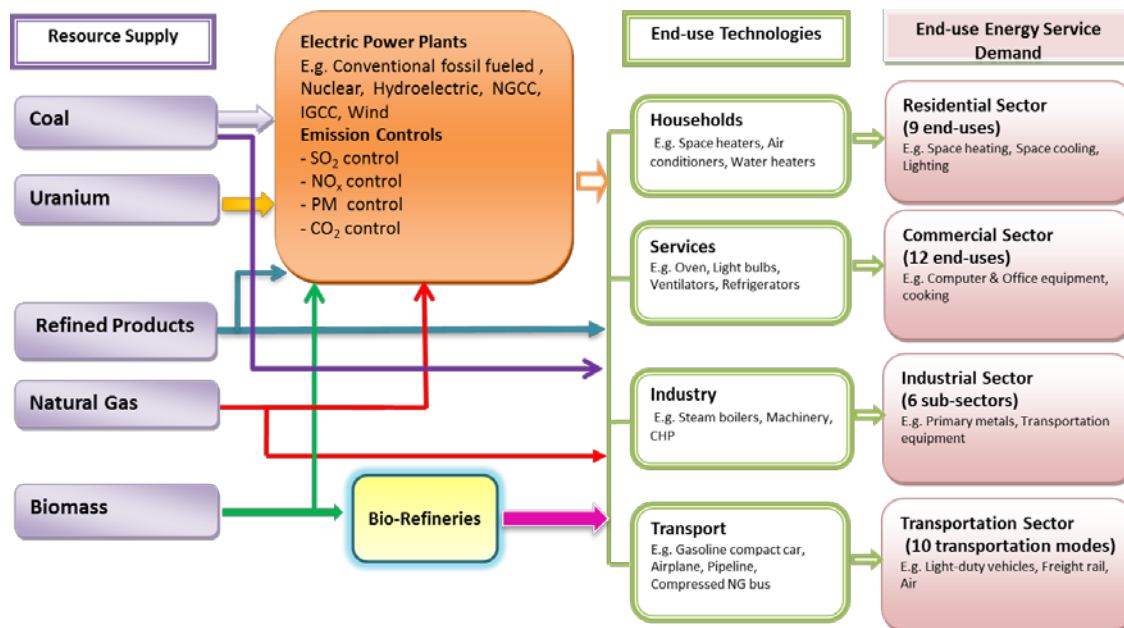 Resource Supply
Coal
Uranium
Refined Products
Natural Gas
Biomass
Electric Power Plants
E.g. Conventional fossil fueled ,
Nuclear, Hydroelectric, NGCC,
IGCC, Wind
Emission Controls
- SO₂ control
- NOₓ control
- PM control
- CO₂ control
Bio-Refineries
End-use Technologies
Households
E.g. Space heaters, Air
conditioners, Water heaters
Services
E.g. Oven, Light bulbs,
Ventilators, Refrigerators
Industry
E.g. Steam boilers, Machinery,
CHP
Transport
E.g. Gasoline compact car,
Airplane, Pipeline,
Compressed NG bus
End-use Energy Service
Demand
Residential Sector
(9 end-uses)
E.g. Space heating, Space cooling,
Lighting
Commercial Sector
(12 end-uses)
E.g. Computer & Office equipment,
cooking
Industrial Sector
(6 sub-sectors)
E.g. Primary metals, Transportation
equipment
Transportation Sector
(10 transportation modes)
E.g. Light-duty vehicles, Freight rail,
Air